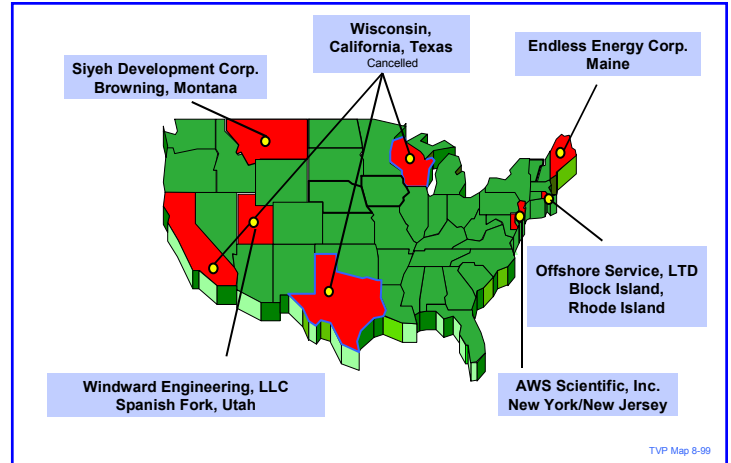 Wisconsin,
California, Texas
Cancelled
Endless Energy Corp.
Maine
Siyeh Development Corp.
Browning, Montana
Offshore Service, LTD
Block Island,
Rhode Island
Windward Engineering, LLC
Spanish Fork, Utah
AWS Scientific, Inc.
New York/New Jersey
TVP Map 8-99